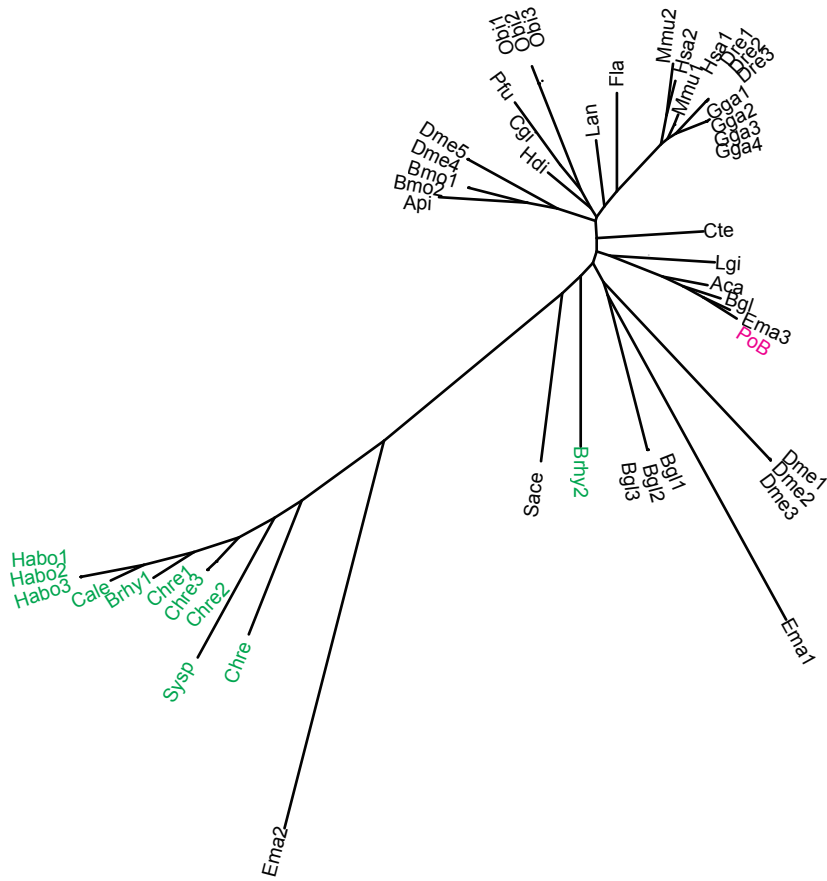 Obi1
Obi2
Obi3
Pfu
Cgi
Hdi
Dme5
Dme4
Bmo1
Bmo2
Api
Lan
Fla
Mmu2
Hsa2
Mmu1
Hsa1
Dre1
Dre2
Dre3
Gga1
Gga2
Gga3
Gga4
Cte
Lgi
Aca
Bgl
Ema3
PoB
Dme1
Dme2
Dme3
Ema1
Bgl1
Bgl2
Bgl3
Brhy2
Sace
Ema2
Chre
Sysp
Chre2
Chre3
Chre1
Brhy1
Cale
Habo1
Habo2
Habo3